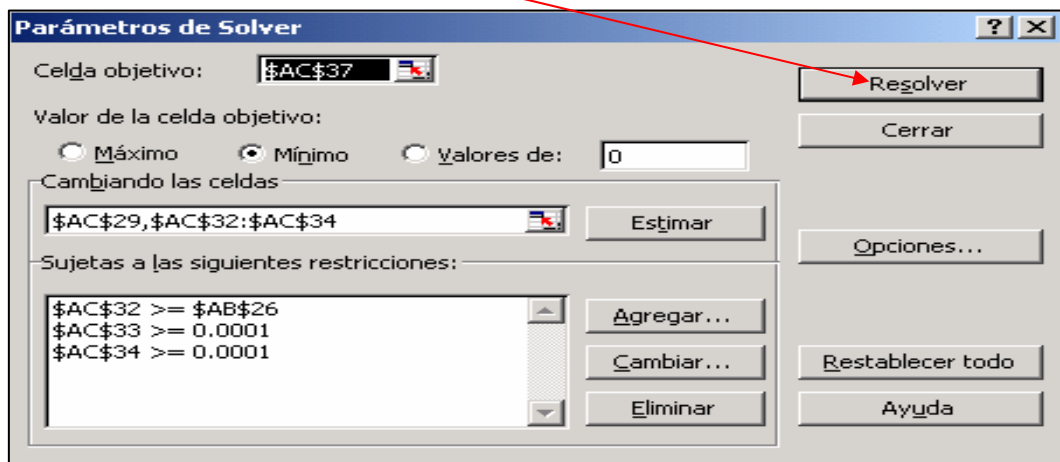 Parámetros de Solver
Celda objetivo: $AC$37
Resolver
Valor de la celda objetivo:
Cerrar
Máximo Mínimo Valores de: 0
Cambiando las celdas
$AC$29,$AC$32:$AC$34 Estimar
Opciones...
Sujetas a las siguientes restricciones:
$AC$32 >= $AB$26
$AC$33 >= 0.0001
$AC$34 >= 0.0001
Agregar...
Cambiar...
Restablecer todo
Eliminar
Ayuda